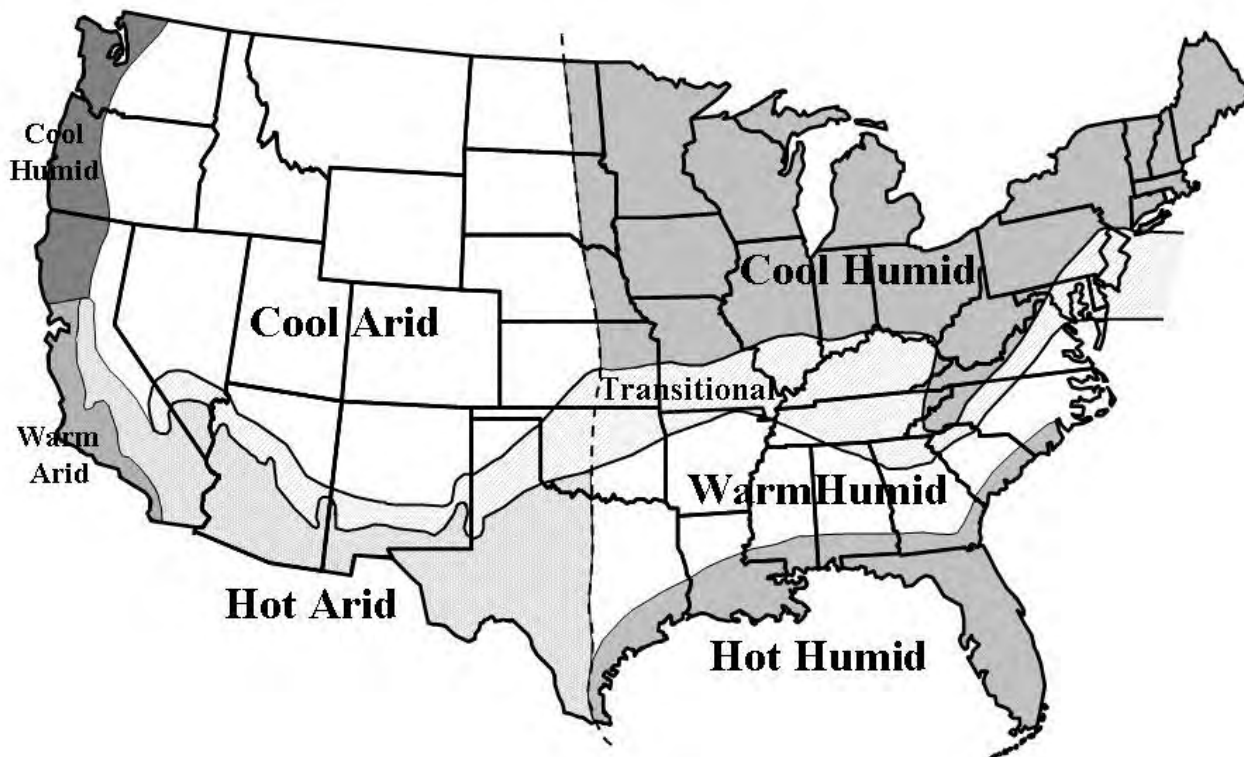 Cool
Humid
Cool Humid
Cool Arid
Transitional
Warm
Arid
WarmHumid
Hot Arid
Hot Humid